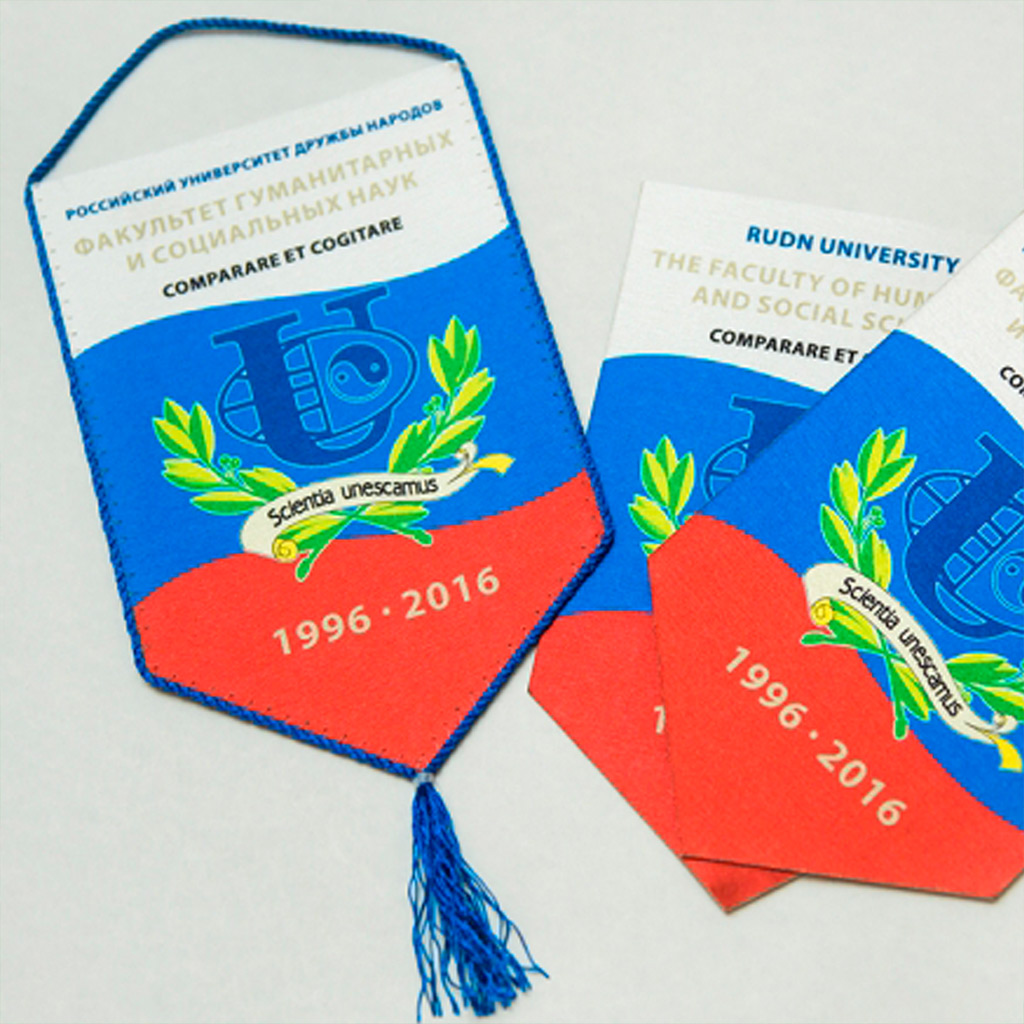 РОССИЙСКИЙ УНИВЕРСИТЕТ ДРУЖБЫ НАРОДОВ
ФАКУЛЬТЕТ ГУМАНИТАРНЫХ
И СОЦИАЛЬНЫХ НАУК
COMPARARE ET COGITARE
Scientia unescamus
1996 · 2016
RUDN UNIVERSITY
THE FACULTY OF HUM
AND SOCIAL SCI
COMPARARE ET
Scientia unescamus
1996 · 2016